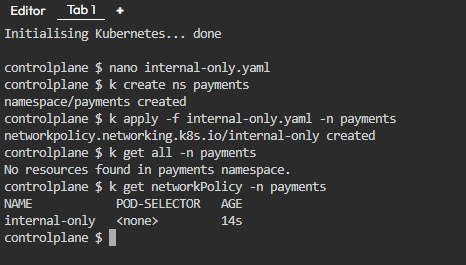 Editor Tab 1 +
Initialising Kubernetes... done
controlplane $ nano internal-only.yaml
controlplane $ k create ns payments
namespace/payments created
controlplane $ k apply -f internal-only.yaml -n payments
networkpolicy.networking.k8s.io/internal-only created
controlplane $ k get all -n payments
No resources found in payments namespace.
controlplane $ k get networkPolicy -n payments
NAME POD-SELECTOR AGE
internal-only <none> 14s
controlplane $